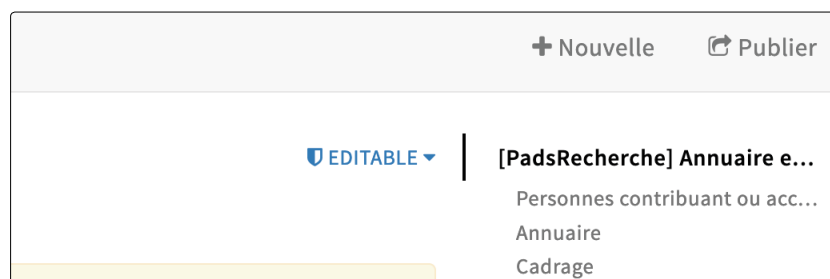 Nouvelle Publier
EDITABLE
[PadsRecherche] Annuaire e...
Personnes contribuant ou acc...
Annuaire
Cadrage